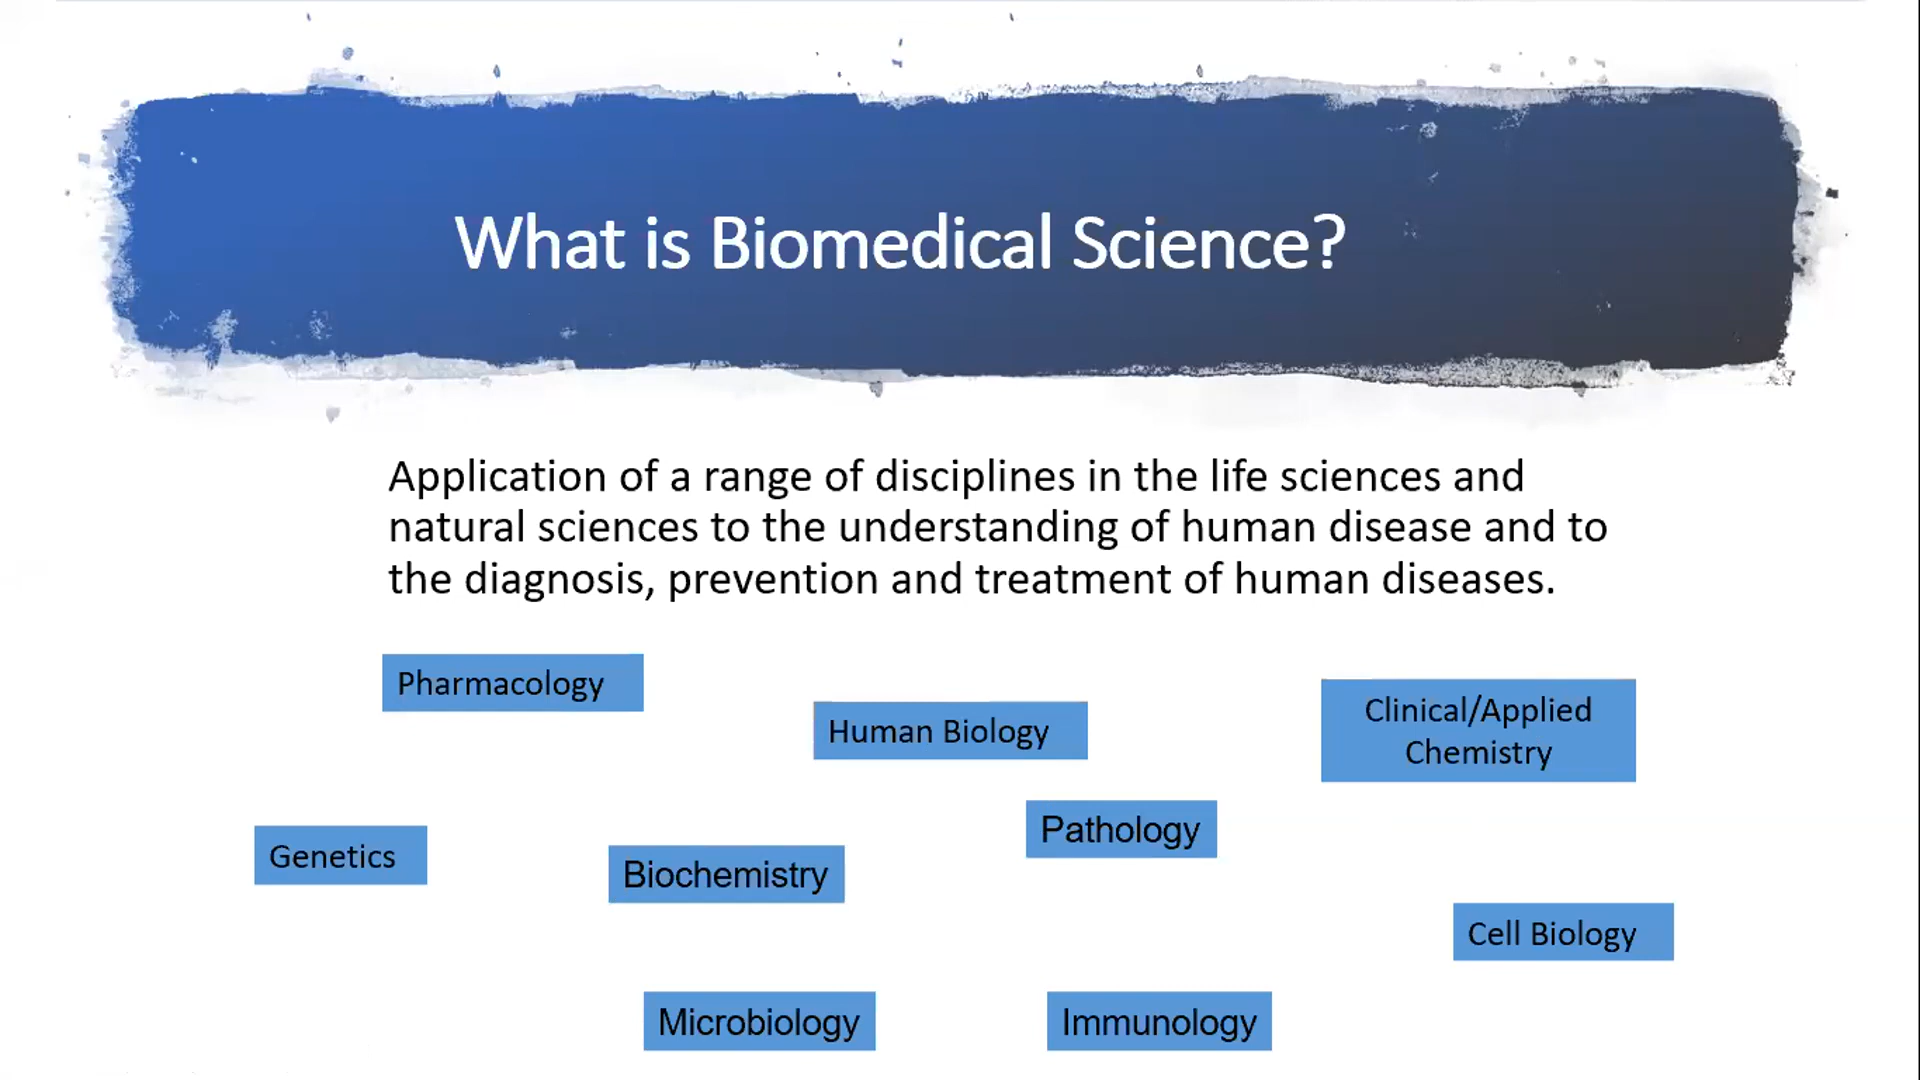 What is Biomedical Science?
Application of a range of disciplines in the life sciences and
natural sciences to the understanding of human disease and to
the diagnosis, prevention and treatment of human diseases.
Pharmacology
Human Biology
Clinical/Applied
Chemistry
Pathology
Genetics
Biochemistry
Cell Biology
Microbiology
Immunology